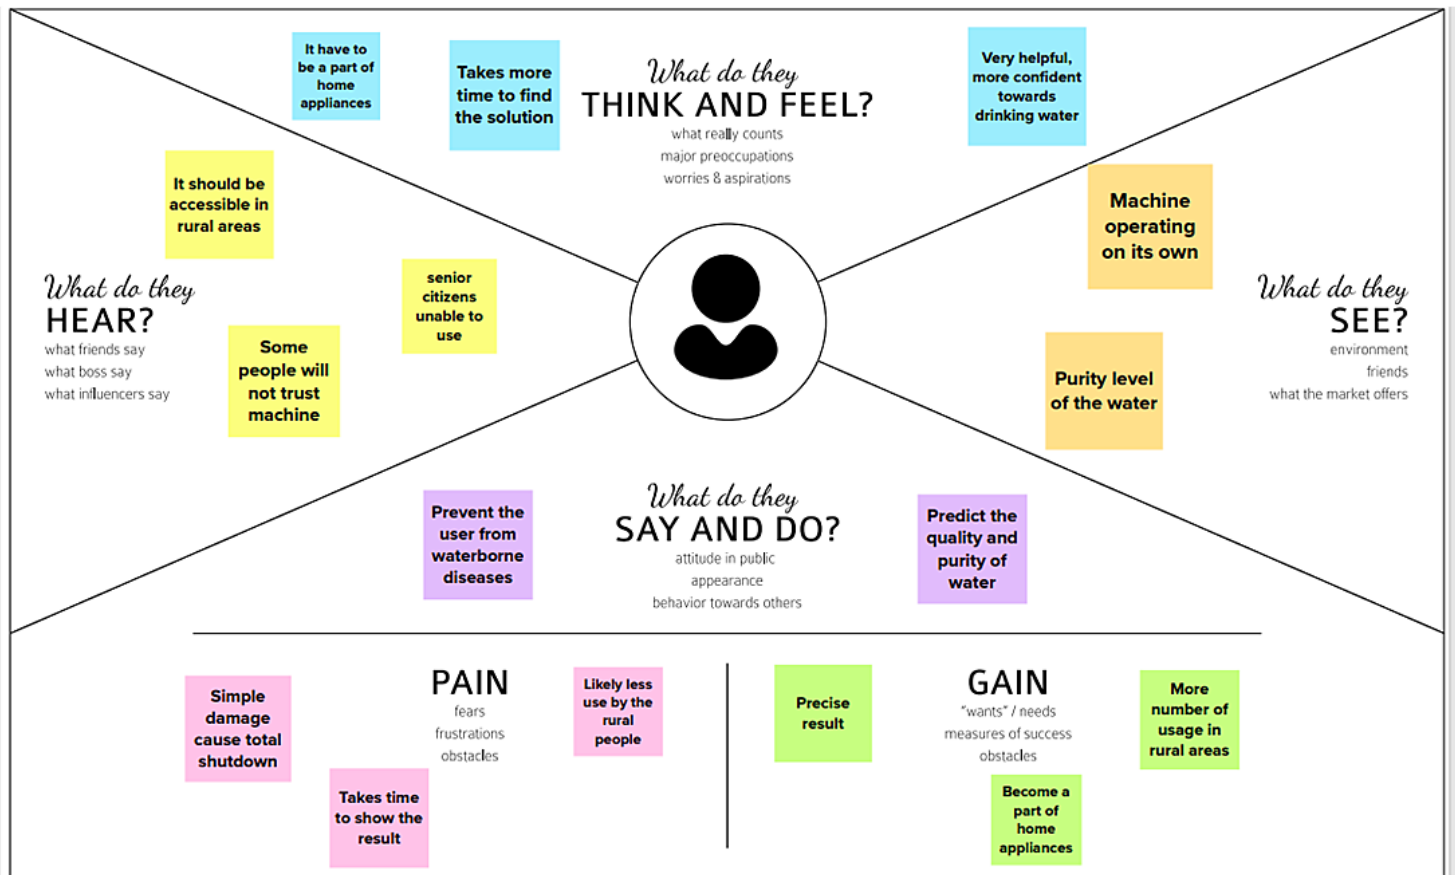 It have to
be a part of
home
appliances
Takes more
time to find
the solution
What do they
THINK AND FEEL?
what really counts
major preoccupations
worries & aspirations
Very helpful,
more confident
towards
drinking water
It should be
accessible in
rural areas
What do they
HEAR?
what friends say
what boss say
what influencers say
senior
citizens
unable to
use
Some
people will
not trust
machine
Machine
operating
on its own
What do they
SEE?
environment
friends
what the market offers
Purity level
of the water
Prevent the
user from
waterborne
diseases
What do they
SAY AND DO?
attitude in public
appearance
behavior towards others
Predict the
quality and
purity of
water
Simple
damage
cause total
shutdown
PAIN
fears
frustrations
obstacles
Likely less
use by the
rural
people
Takes time
to show the
result
Precise
result
GAIN
"wants" / needs
measures of success
obstacles
More
number of
usage in
rural areas
Become a
part of
home
appliances